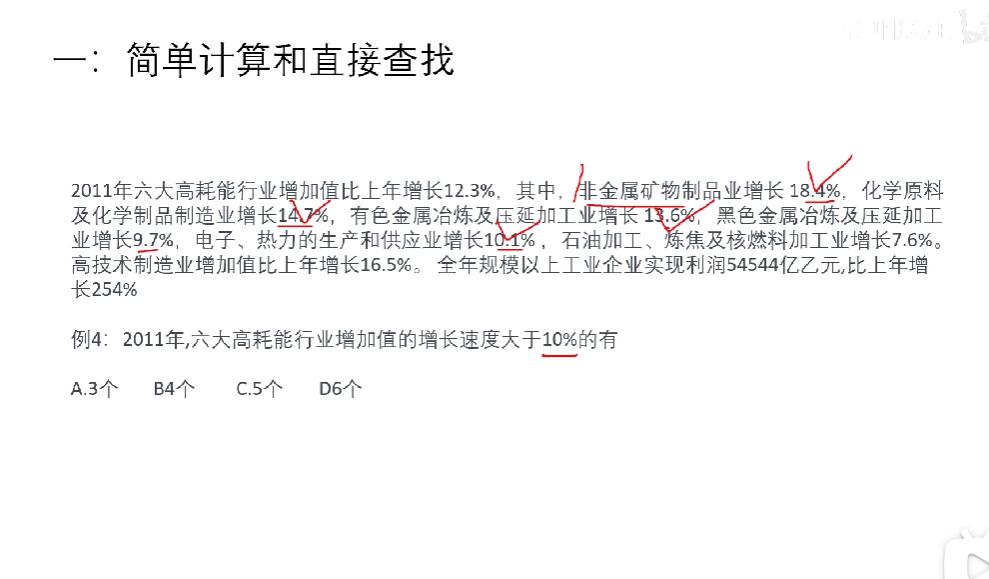 一：简单计算和直接查找
2011年六大高耗能行业增加值比上年增长12.3%，其中，非金属矿物制品业增长 18.4%，化学原料
及化学制品制造业增长14.7%，有色金属冶炼及压延加工业增长 13.6%，黑色金属冶炼及压延加工
业增长9.7%，电子、热力的生产和供应业增长10.1% ，石油加工、炼焦及核燃料加工业增长7.6%。
高技术制造业增加值比上年增长16.5%。 全年规模以上工业企业实现利润54544亿乙元,比上年增
长254%
例4：2011年,六大高耗能行业增加值的增长速度大于10%的有
A.3个 B4个 C.5个 D6个